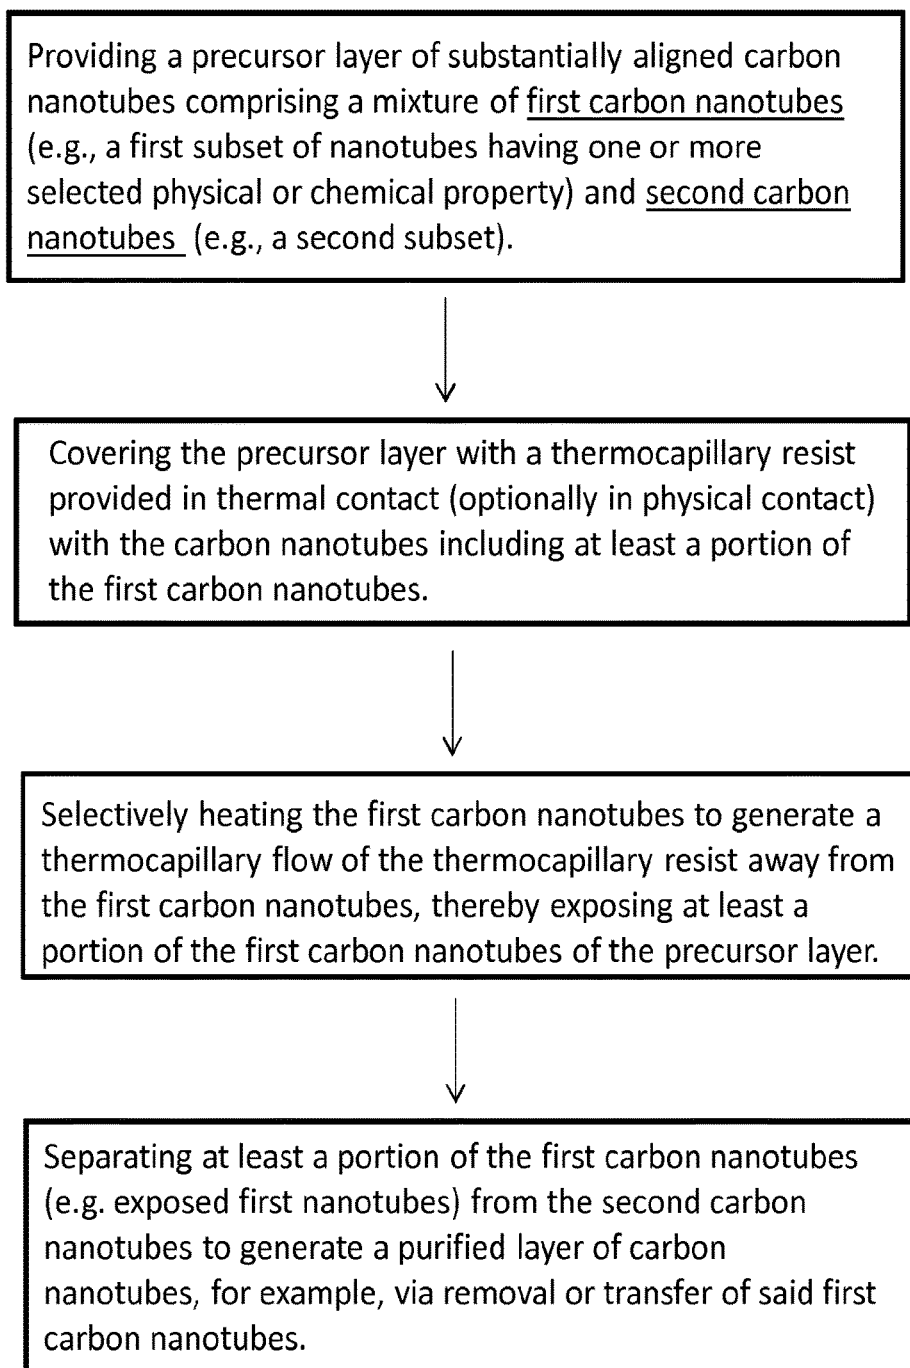 Providing a precursor layer of substantially aligned carbon
nanotubes comprising a mixture of first carbon nanotubes
(e.g., a first subset of nanotubes having one or more
selected physical or chemical property) and second carbon
nanotubes (e.g., a second subset).
Covering the precursor layer with a thermocapillary resist
provided in thermal contact (optionally in physical contact)
with the carbon nanotubes including at least a portion of
the first carbon nanotubes.
Selectively heating the first carbon nanotubes to generate a
thermocapillary flow of the thermocapillary resist away from
the first carbon nanotubes, thereby exposing at least a
portion of the first carbon nanotubes of the precursor layer.
Separating at least a portion of the first carbon nanotubes
(e.g. exposed first nanotubes) from the second carbon
nanotubes to generate a purified layer of carbon
nanotubes, for example, via removal or transfer of said first
carbon nanotubes.